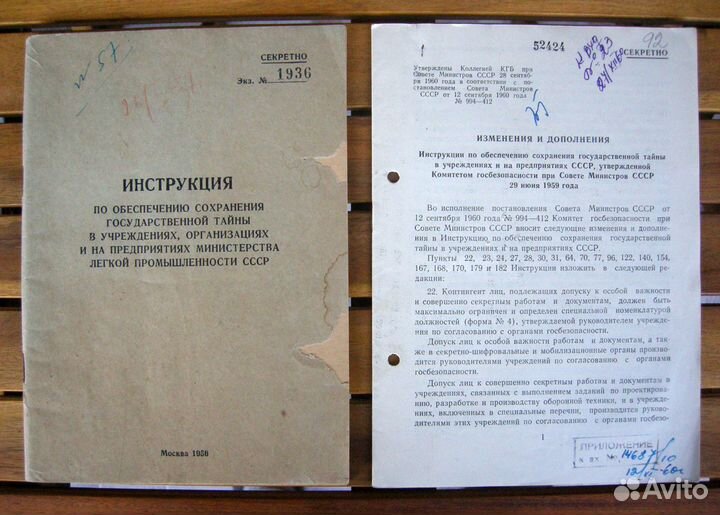 СЕКРЕТНО
Экз. № 1936
ИНСТРУКЦИЯ
ПО ОБЕСПЕЧЕНИЮ СОХРАНЕНИЯ
ГОСУДАРСТВЕННОЙ ТАЙНЫ
В УЧРЕЖДЕНИЯХ, ОРГАНИЗАЦИЯХ
И НА ПРЕДПРИЯТИЯХ МИНИСТЕРСТВА
ЛЕГКОЙ ПРОМЫШЛЕННОСТИ СССР
Москва 1950
52424
92
СЕКРЕТНО
Утверждены Коллегией КГБ при
Совете Министров СССР 28 сентяб-
ря 1960 года в соответствии с по-
становлением Совета Министров
СССР от 12 сентября 1960 года
№ 994—412
ИЗМЕНЕНИЯ И ДОПОЛНЕНИЯ
Инструкции по обеспечению сохранения государственной тайны
в учреждениях и на предприятиях СССР, утвержденной
Комитетом госбезопасности при Совете Министров СССР
29 июня 1959 года
Во исполнение постановления Совета Министров СССР от
12 сентября 1960 года № 994—412 Комитет госбезопасности при
Совете Министров СССР вносит следующие изменения и допол-
нения в Инструкцию по обеспечению сохранения государственной тайны
в учреждениях и на предприятиях СССР:
Пункты 22, 23, 24, 27, 28, 30, 31, 64, 70, 77, 96, 122, 140, 154,
167, 168, 170, 179 и 182 Инструкции изложить в следующей
редакции:
22. Контингент лиц, подлежащих допуску к особой важности
и совершенно секретным работам и документам, должен быть
максимально ограничен и определен специальной номенклатурой
должностей (форма № 4), утверждаемой руководителем учрежде-
ния по согласованию с органами госбезопасности.
Допуск лиц к особой важности работам и документам, а так-
же в секретно-шифровальные и мобилизационные органы произво-
дится руководителем учреждения по согласованию с органами
госбезопасности.
Допуск лиц к совершенно секретным работам и документам в
учреждениях, связанных с выполнением заданий по проектирова-
нию, разработке и производству оборонной техники, и в учрежде-
ниях, включенных в специальные перечни, производится руково-
дителями этих учреждений по согласованию с органами госбезо-
1
ПРИЛОЖЕНИЕ
Avito